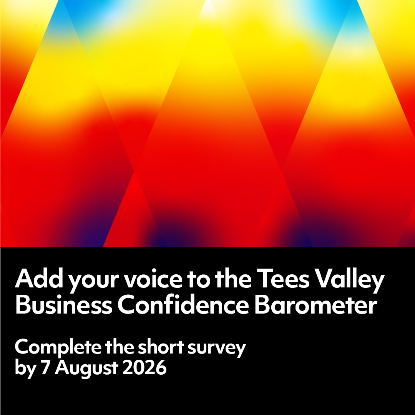 Add your voice to the Tees Valley
Business Confidence Barometer
Complete the short survey
by 7 August 2026